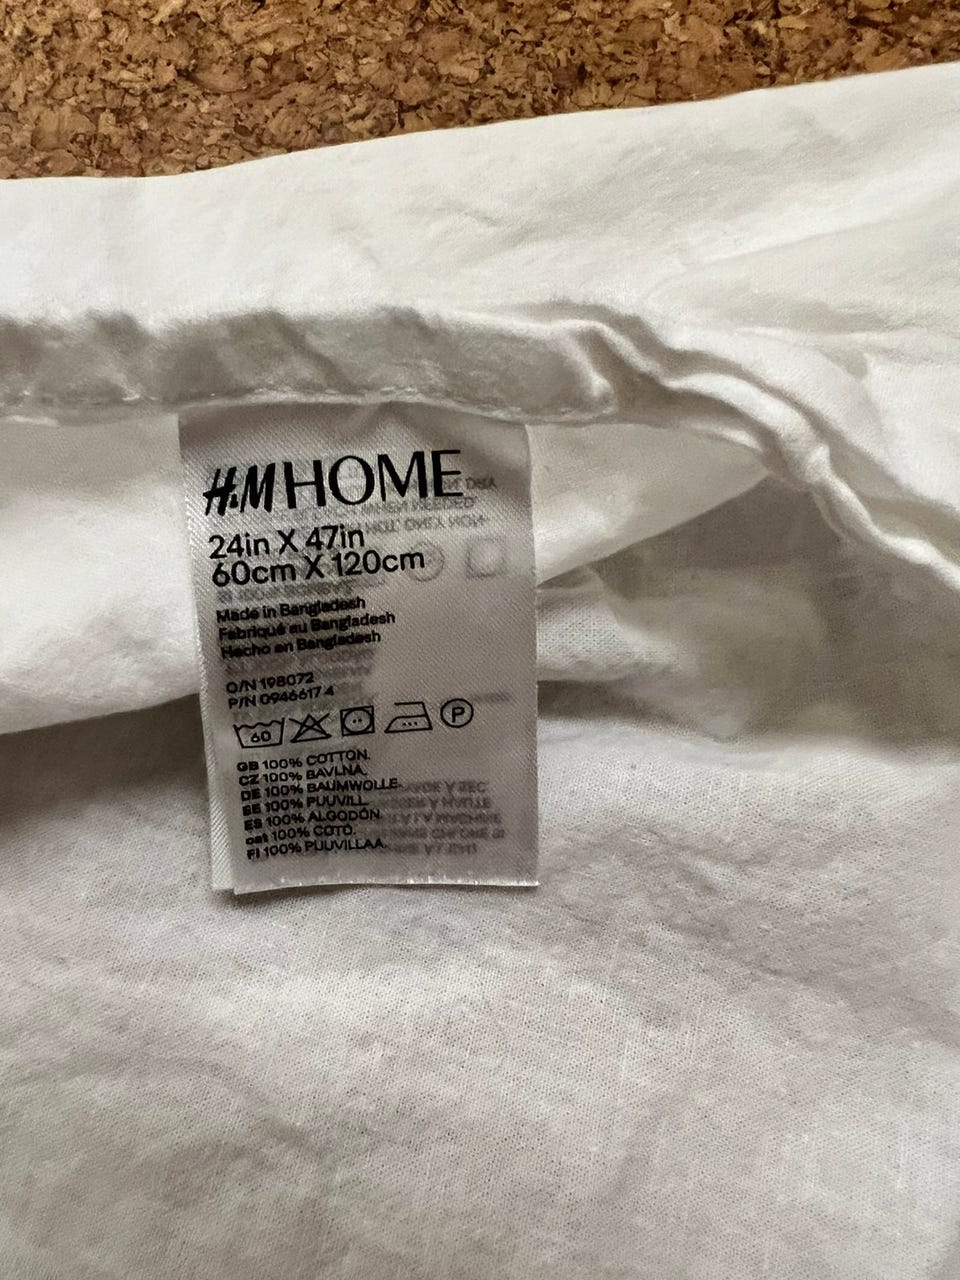 H&M HOME
24in X 47in
60cm X 120cm
Made in Bangladesh
Fabriqué au Bangladesh
Hecho en Bangladesh
O/N 198072
P/N 0946617 4
60 P
GB 100% COTTON.
CZ 100% BAVLNA.
DE 100% BAUMWOLLE.
SE 100% PUUVILL.
ES 100% ALGODÓN.
cat 100% COTÓ.
FI 100% PUUVILLAA.